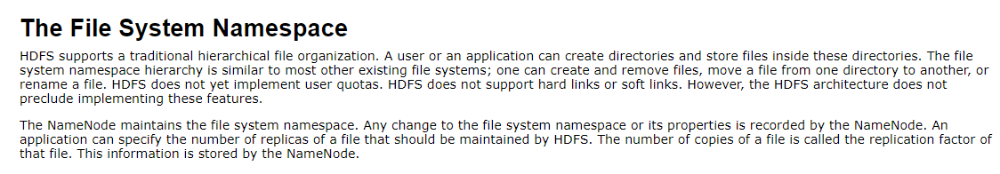 The File System Namespace
HDFS supports a traditional hierarchical file organization. A user or an application can create directories and store files inside these directories. The file
system namespace hierarchy is similar to most other existing file systems; one can create and remove files, move a file from one directory to another, or
rename a file. HDFS does not yet implement user quotas. HDFS does not support hard links or soft links. However, the HDFS architecture does not
preclude implementing these features.
The NameNode maintains the file system namespace. Any change to the file system namespace or its properties is recorded by the NameNode. An
application can specify the number of replicas of a file that should be maintained by HDFS. The number of copies of a file is called the replication factor of
that file. This information is stored by the NameNode.